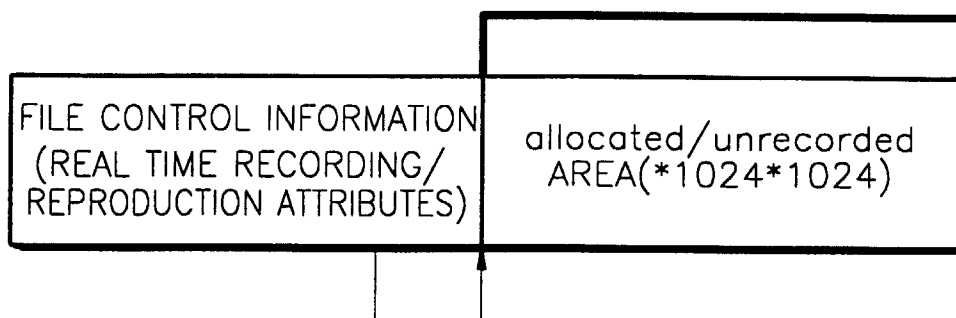 FILE CONTROL INFORMATION
(REAL TIME RECORDING/
REPRODUCTION ATTRIBUTES)
allocated/unrecorded
AREA(*1024*1024)